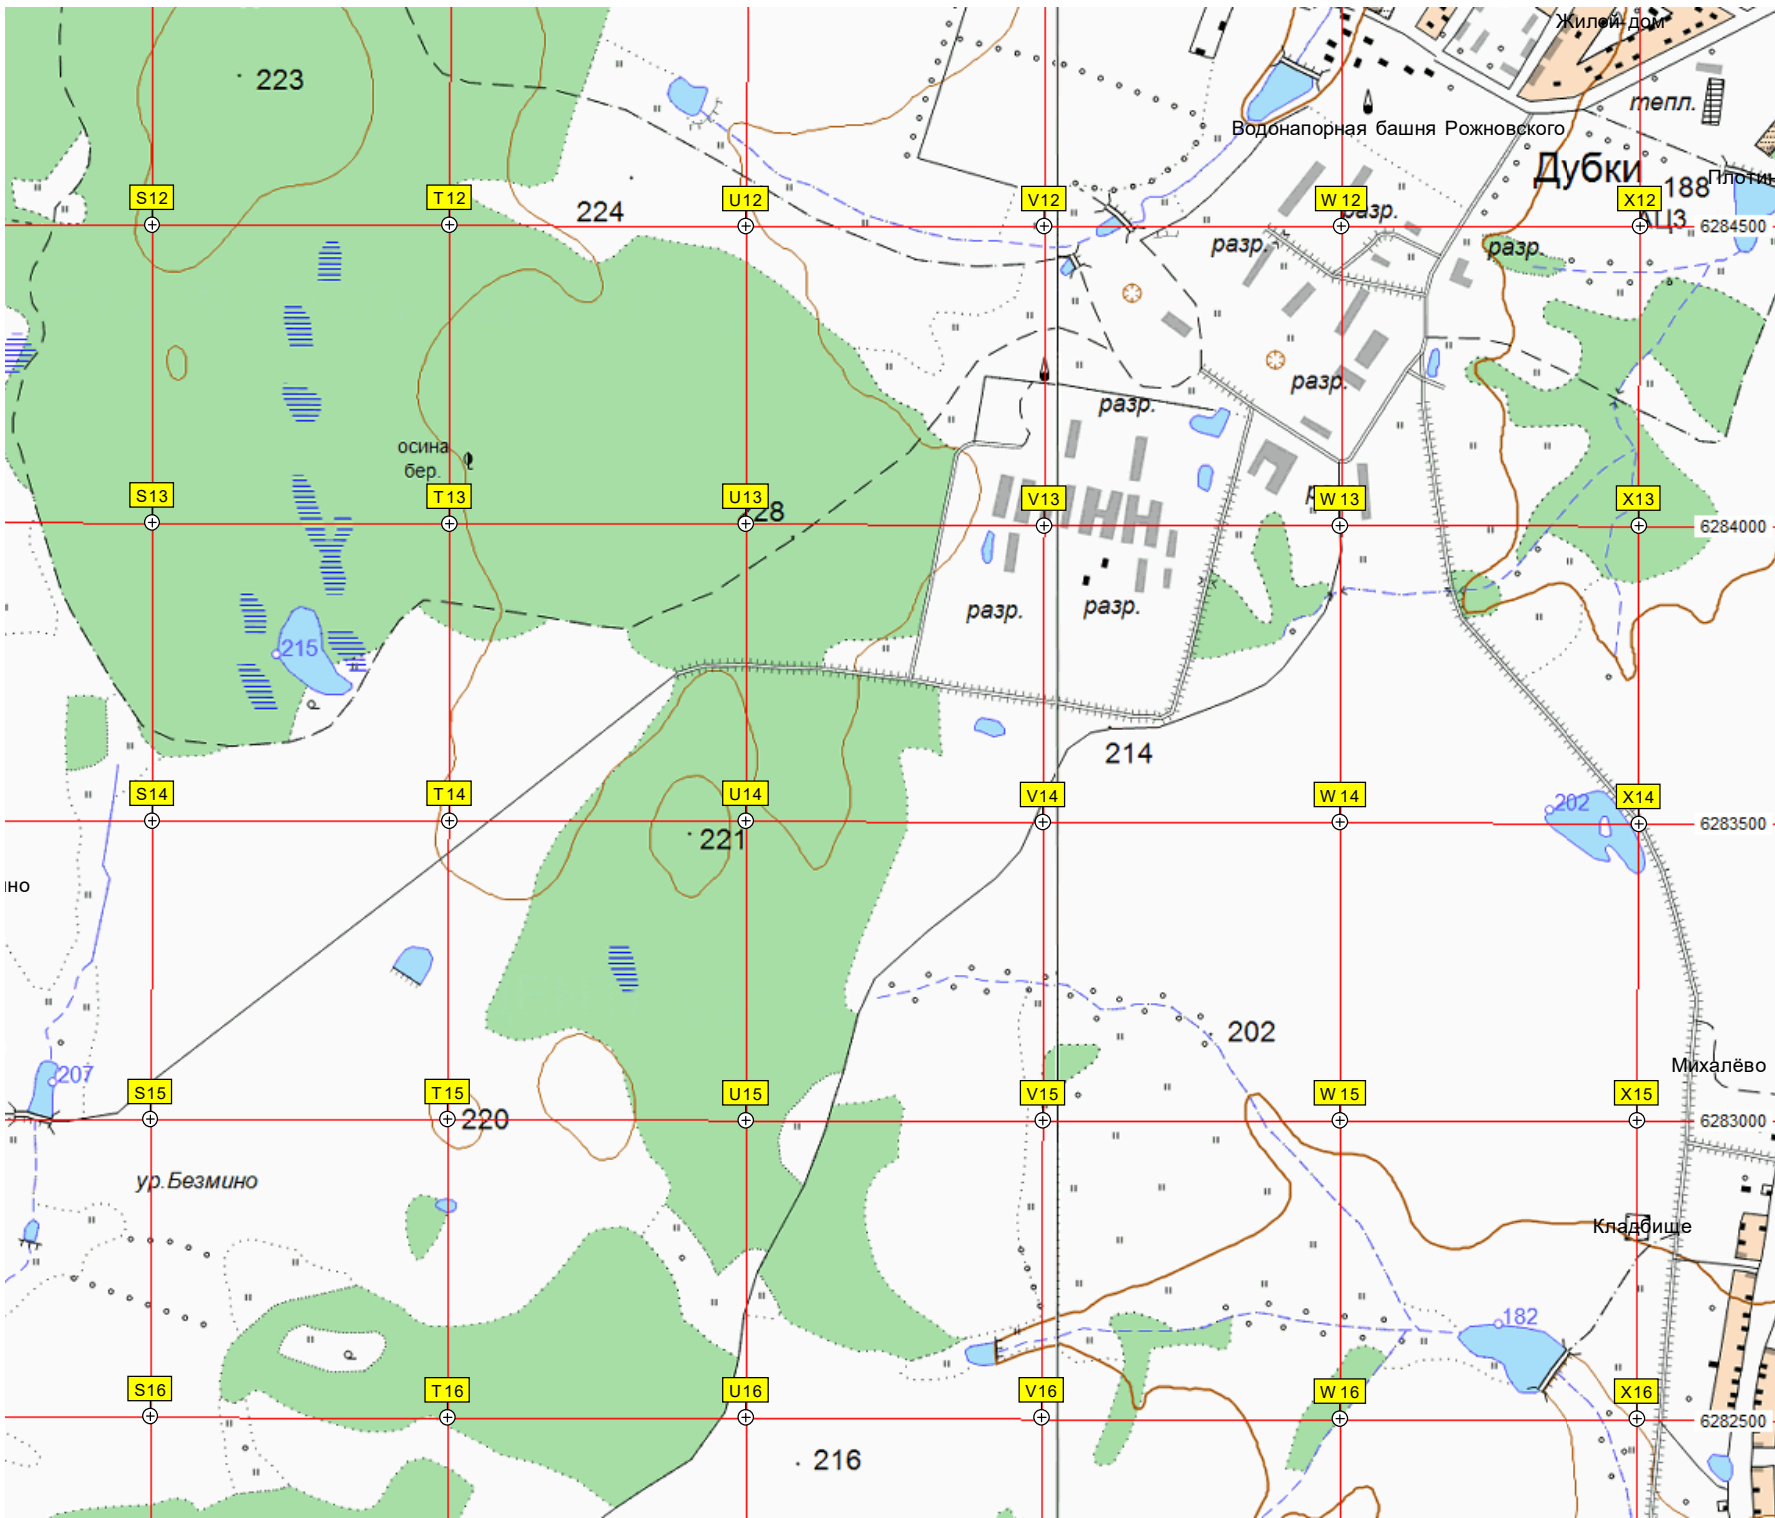 Жилой дом
223
тепл.
Водонапорная башня Рожновского
Дубки
188
S12
T12
224
U12
V12
W12
разр.
X12
6284500
разр.
разр.
разр.
разр.
осина
бер.
S13
T13
U13
28
V13
W13
X13
6284000
разр.
разр.
215
214
S14
T14
U14
V14
W14
202
X14
6283500
221
202
207
Михалёво
S15
T15
220
U15
V15
W15
X15
6283000
ур.Безмино
Кладбище
182
S16
T16
U16
V16
W16
X16
6282500
216